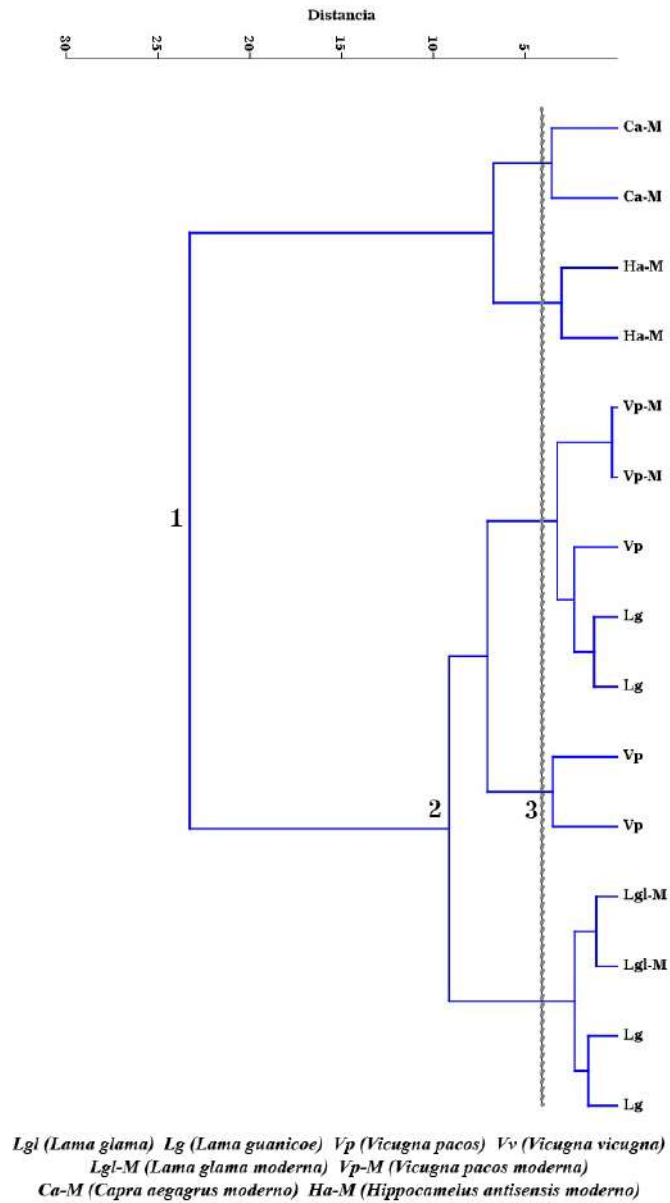 Distancia
30 25 20 15 10 5
Ca-M
Ca-M
Ha-M
Ha-M
Vp-M
1
Vp-M
Vp
Lg
Lg
Vp
2 3
Vp
Lgl-M
Lgl-M
Lg
Lg
Lgl (Lama glama) Lg (Lama guanicoe) Vp (Vicugna pacos) Vv (Vicugna vicugna)
Lgl-M (Lama glama moderna) Vp-M (Vicugna pacos moderna)
Ca-M (Capra aegagrus moderno) Ha-M (Hippocamelus antisensis moderno)